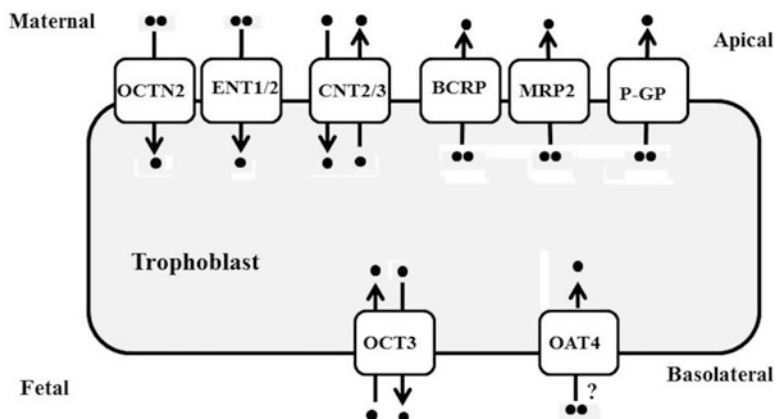 Maternal
Apical
OCTN2 ENT1/2 CNT2/3 BCRP MRP2 P-GP
Trophoblast
OCT3 OAT4
?
Fetal
Basolateral